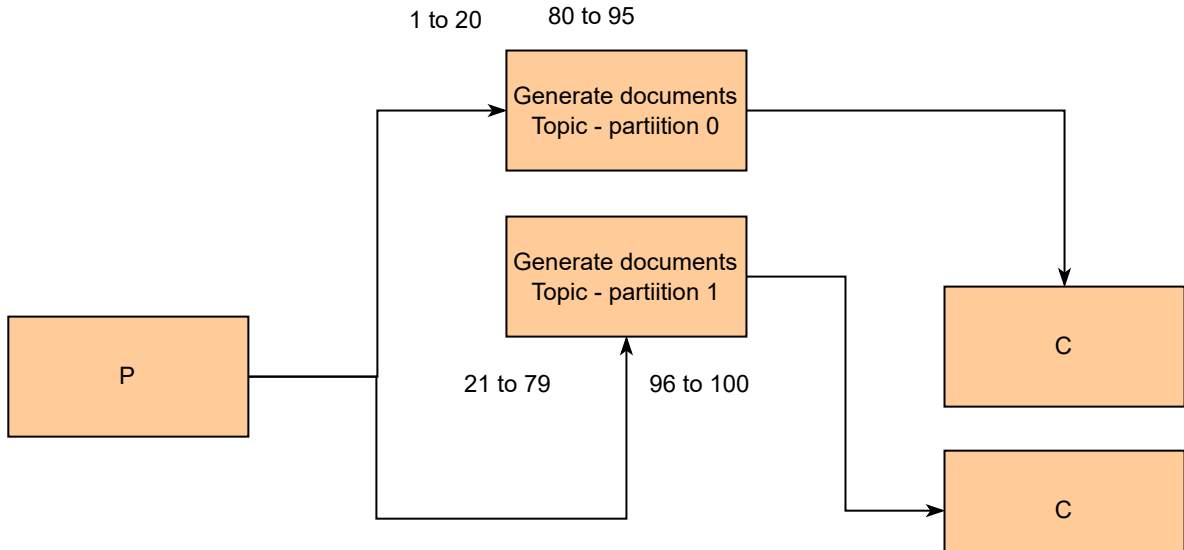 1 to 20
80 to 95
Generate documents
Topic - partiition 0
Generate documents
Topic - partiition 1
P
C
21 to 79
96 to 100
C